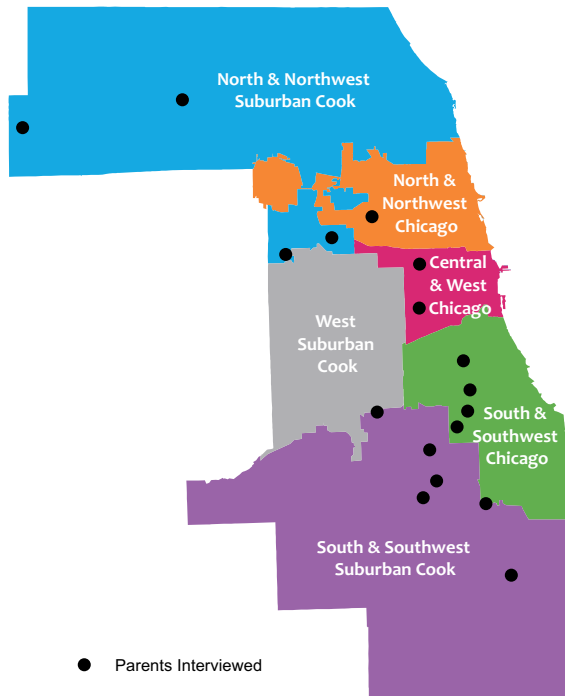 North & Northwest
Suburban Cook
North &
Northwest
Chicago
Central
& West
Chicago
West
Suburban
Cook
South &
Southwest
Chicago
South & Southwest
Suburban Cook
Parents Interviewed